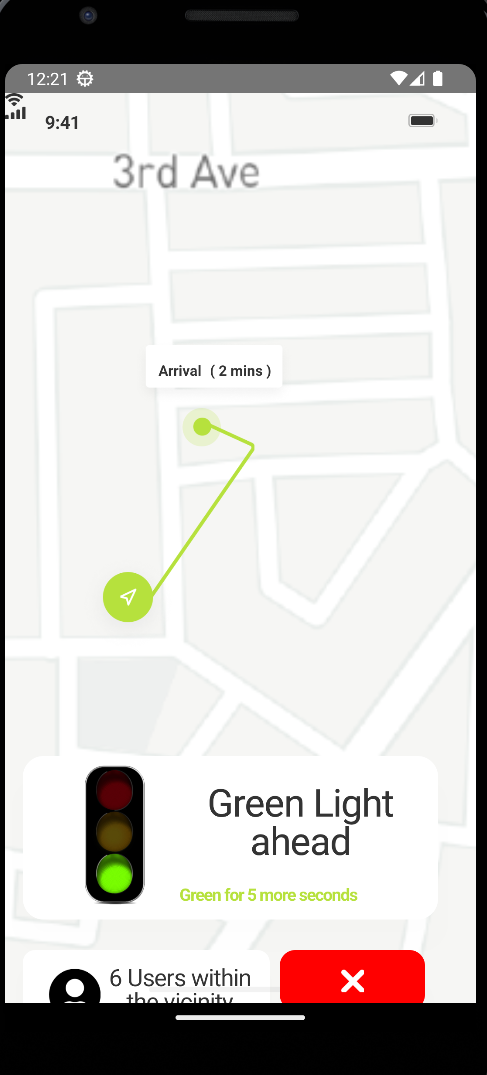 12:21
9:41
3rd Ave
Arrival ( 2 mins )
Green Light
ahead
Green for 5 more seconds
6 Users within
the vicinity